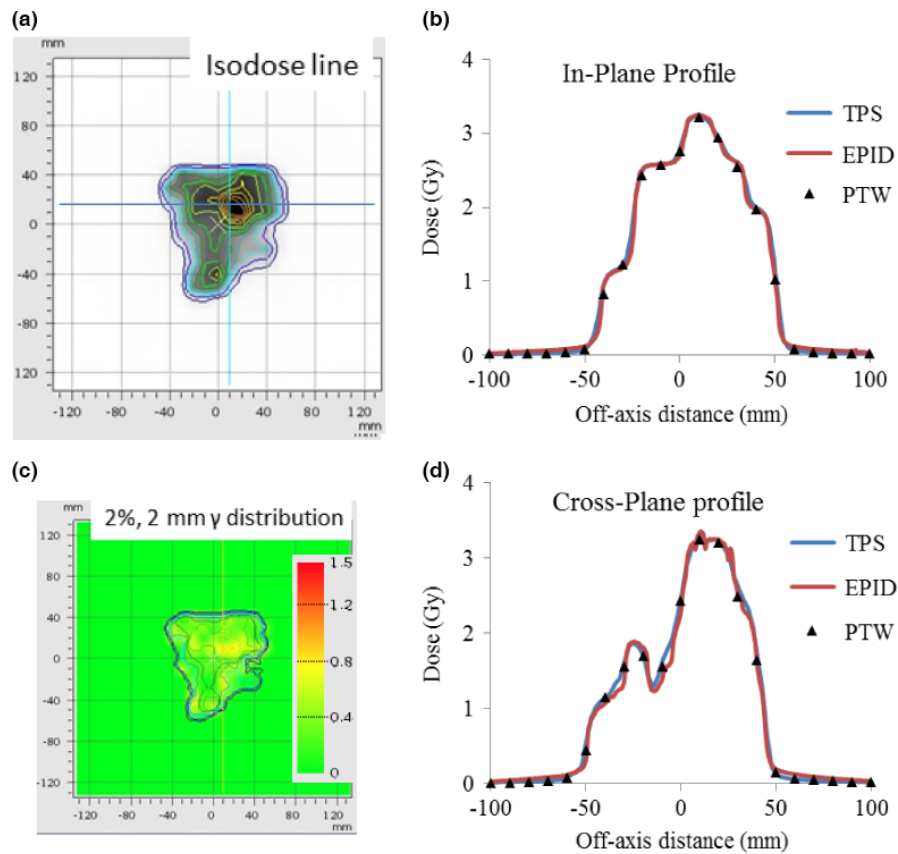 (a)
mm
Isodose line
120
80
40
0
-40
-80
120
-120
-80
-40
0
40
80
120
mm
(b)
In-Plane Profile
4
3
2
1
0
Dose (Gy)
TPS
EPID
PTW
-100
-50
0
50
100
Off-axis distance (mm)
(c)
mm
2%, 2 mm γ distribution
120
80
40
0
-40
-80
-120
1.5
1.2
0.8
0.4
0
-120
-80
-40
0
40
80
120
mm
(d)
Cross-Plane profile
4
3
2
1
0
Dose (Gy)
TPS
EPID
PTW
-100
-50
0
50
100
Off-axis distance (mm)